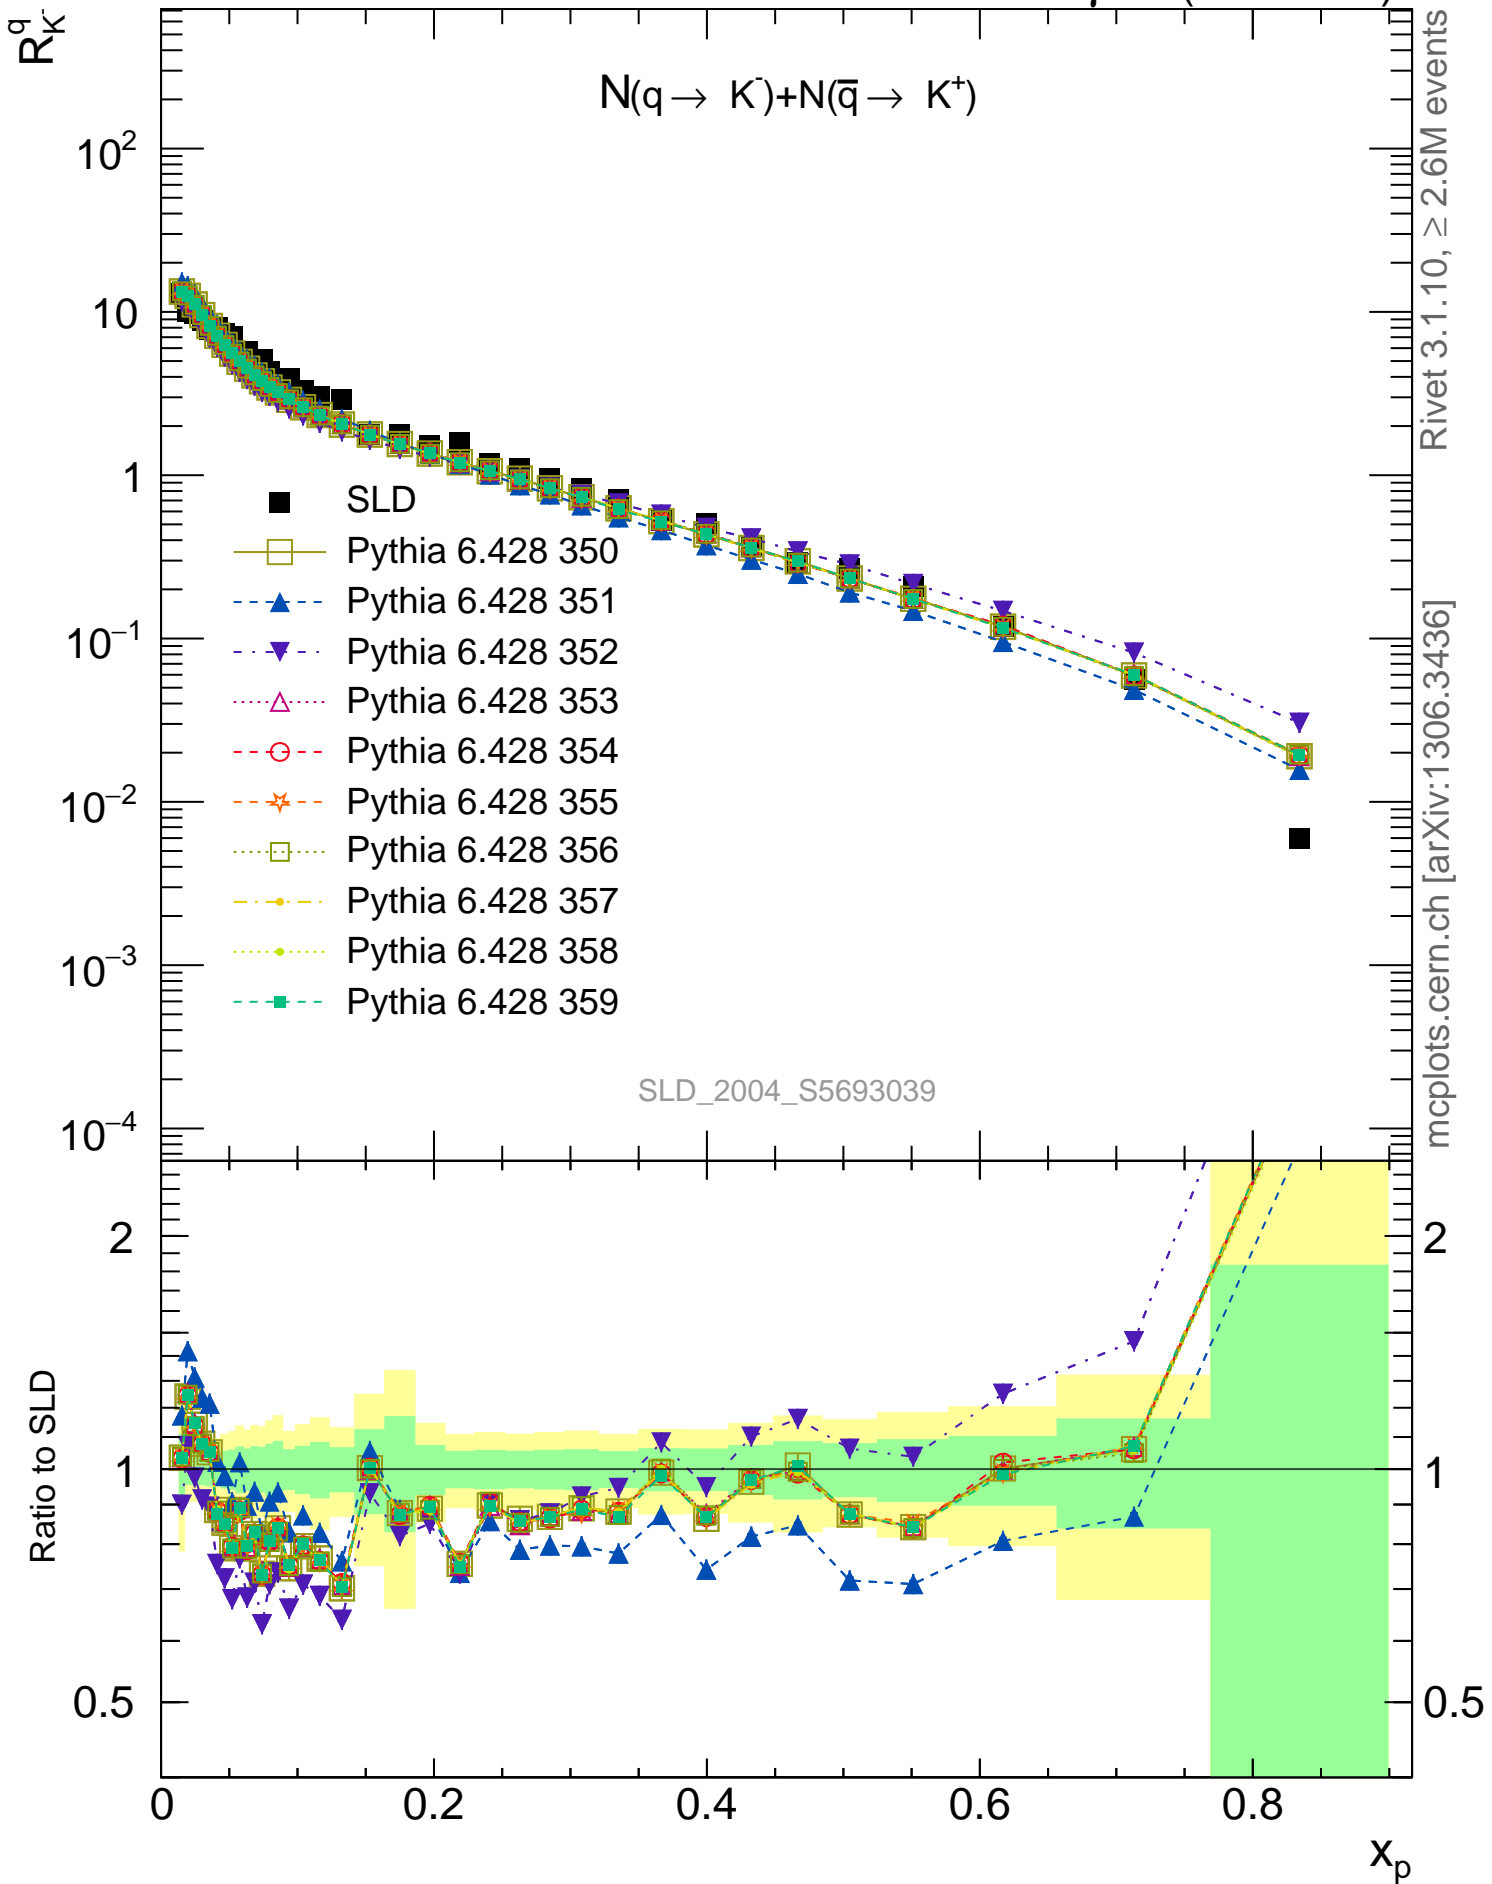 R^q_K-
N(q → K⁻)+N(q̅ → K⁺)
10²
10
1
10⁻¹
10⁻²
10⁻³
10⁻⁴
SLD
Pythia 6.428 350
Pythia 6.428 351
Pythia 6.428 352
Pythia 6.428 353
Pythia 6.428 354
Pythia 6.428 355
Pythia 6.428 356
Pythia 6.428 357
Pythia 6.428 358
Pythia 6.428 359
SLD_2004_S5693039
Rivet 3.1.10, ≥ 2.6M events
mcplots.cern.ch [arXiv:1306.3436]
Ratio to SLD
2
1
0.5
2
1
0.5
0
0.2
0.4
0.6
0.8
x_p